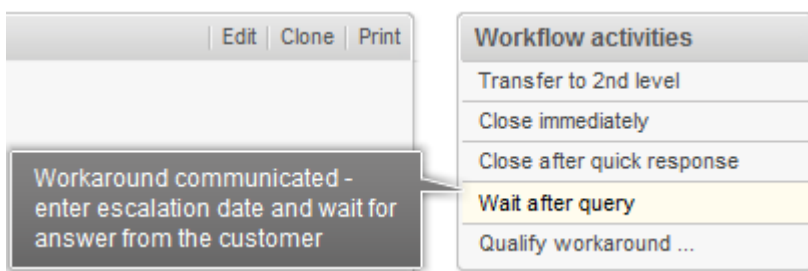 Edit Clone Print
Workflow activities
Transfer to 2nd level
Close immediately
Close after quick response
Wait after query
Qualify workaround ...
Workaround communicated -
enter escalation date and wait for
answer from the customer